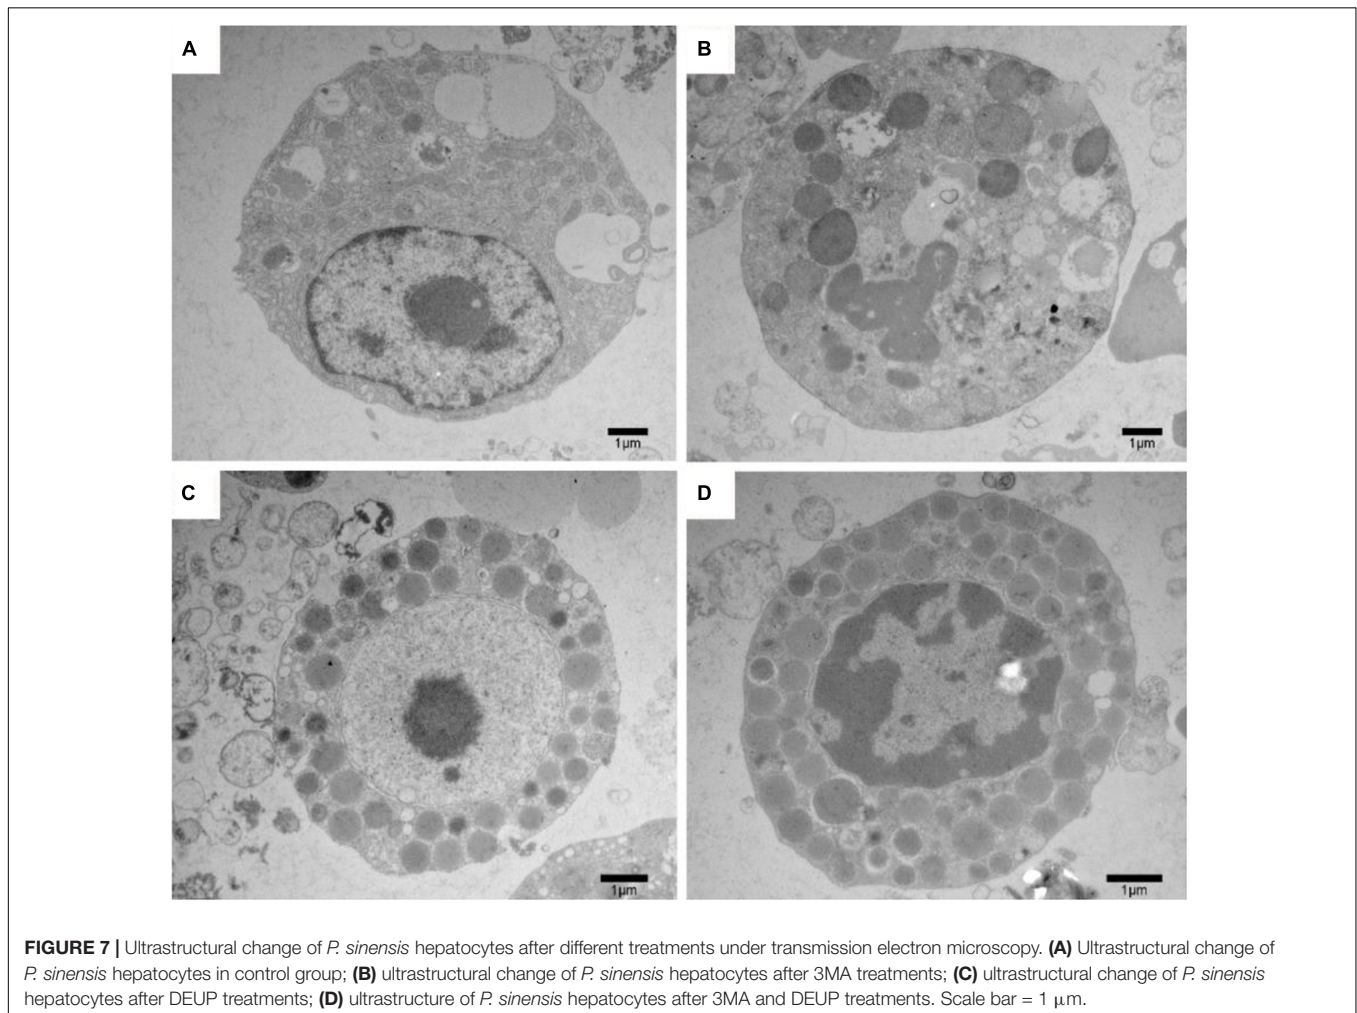 A
B
1μm
1μm
C
D
1μm
1μm
FIGURE 7 | Ultrastructural change of P. sinensis hepatocytes after different treatments under transmission electron microscopy. (A) Ultrastructural change of
P. sinensis hepatocytes in control group; (B) ultrastructural change of P. sinensis hepatocytes after 3MA treatments; (C) ultrastructural change of P. sinensis
hepatocytes after DEUP treatments; (D) ultrastructure of P. sinensis hepatocytes after 3MA and DEUP treatments. Scale bar = 1 μm.